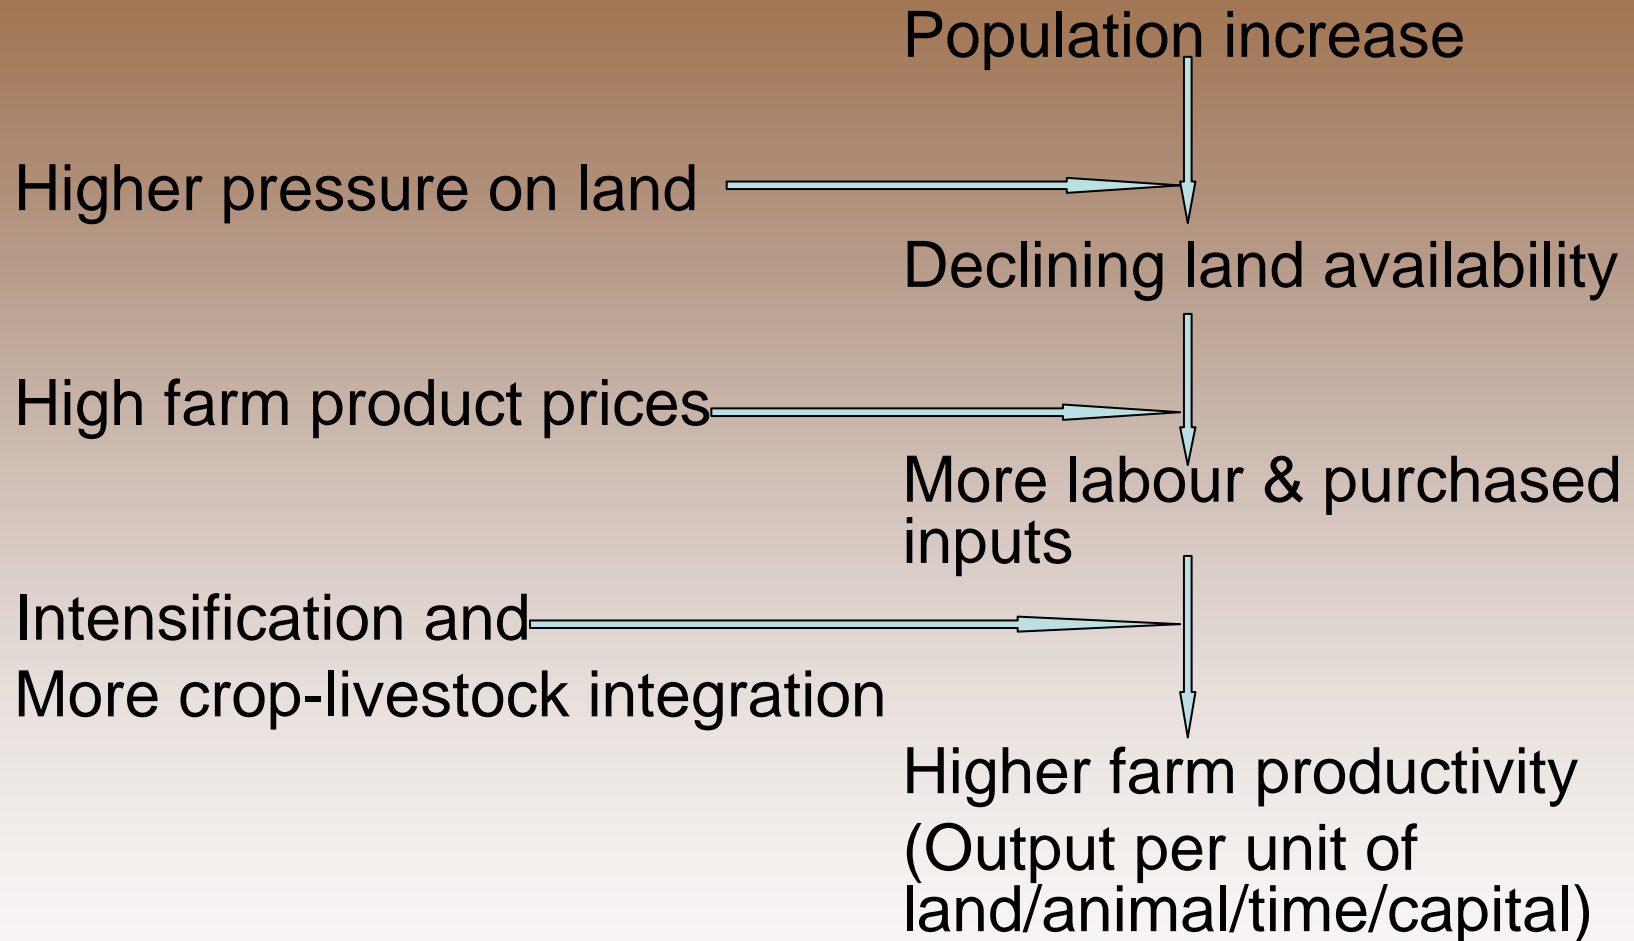 Population increase
Higher pressure on land
Declining land availability
High farm product prices
More labour & purchased
inputs
Intensification and
More crop-livestock integration
Higher farm productivity
(Output per unit of
land/animal/time/capital)